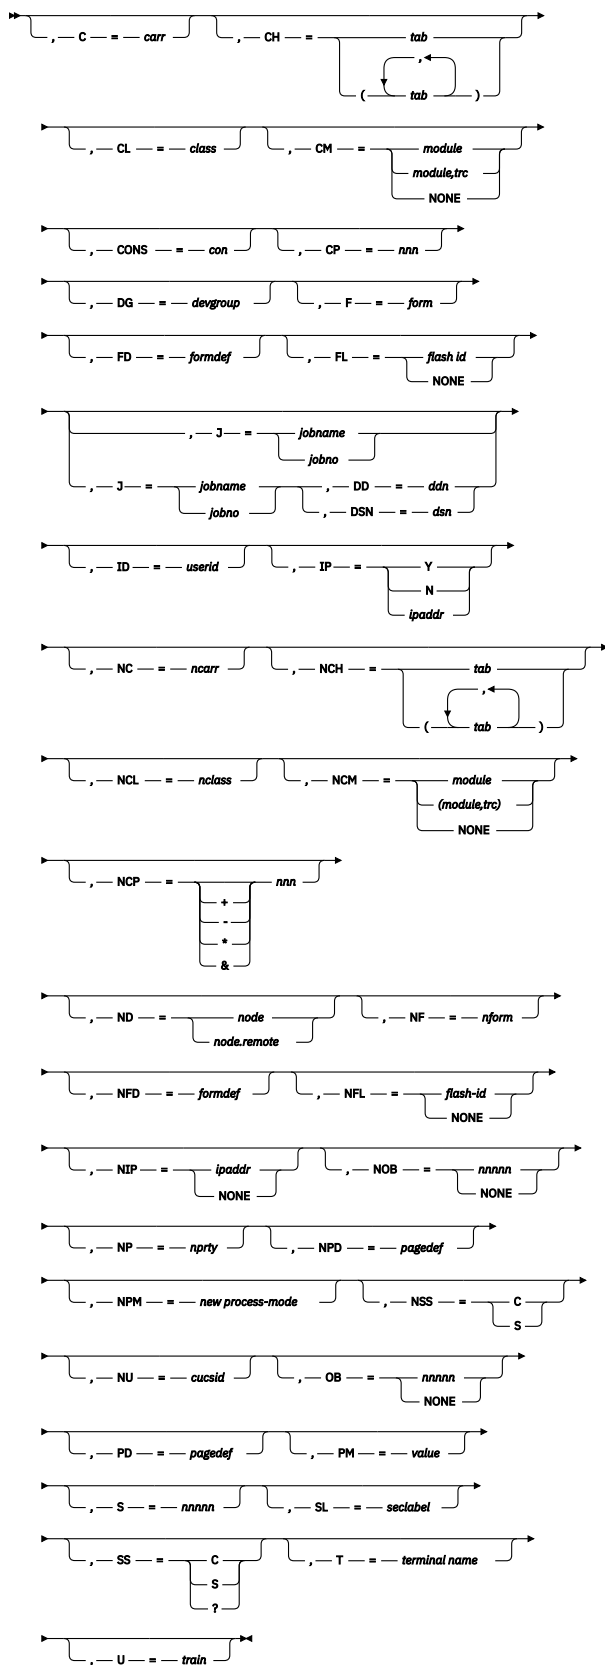 , C = carr , CH = tab
,
( tab )
, CL = class , CM = module
module,trc
NONE
, CONS = con , CP = nnn
, DG = devgroup , F = form
, FD = formdef , FL = flash id
NONE
, J = jobname
jobno
, J = jobname , DD = ddn
jobno , DSN = dsn
, ID = userid , IP = Y
N
ipaddr
, NC = ncarr , NCH = tab
,
( tab )
, NCL = nclass , NCM = module
(module,trc)
NONE
, NCP = nnn
+
-
*
&
, ND = node , NF = nform
node.remote
, NFD = formdef , NFL = flash-id
NONE
, NIP = ipaddr , NOB = nnnnn
NONE NONE
, NP = nprty , NPD = pagedef
, NPM = new process-mode , NSS = C
S
, NU = cucsid , OB = nnnnn
NONE
, PD = pagedef , PM = value
, S = nnnnn , SL = seclabel
, SS = C , T = terminal name
S
?
, U = train